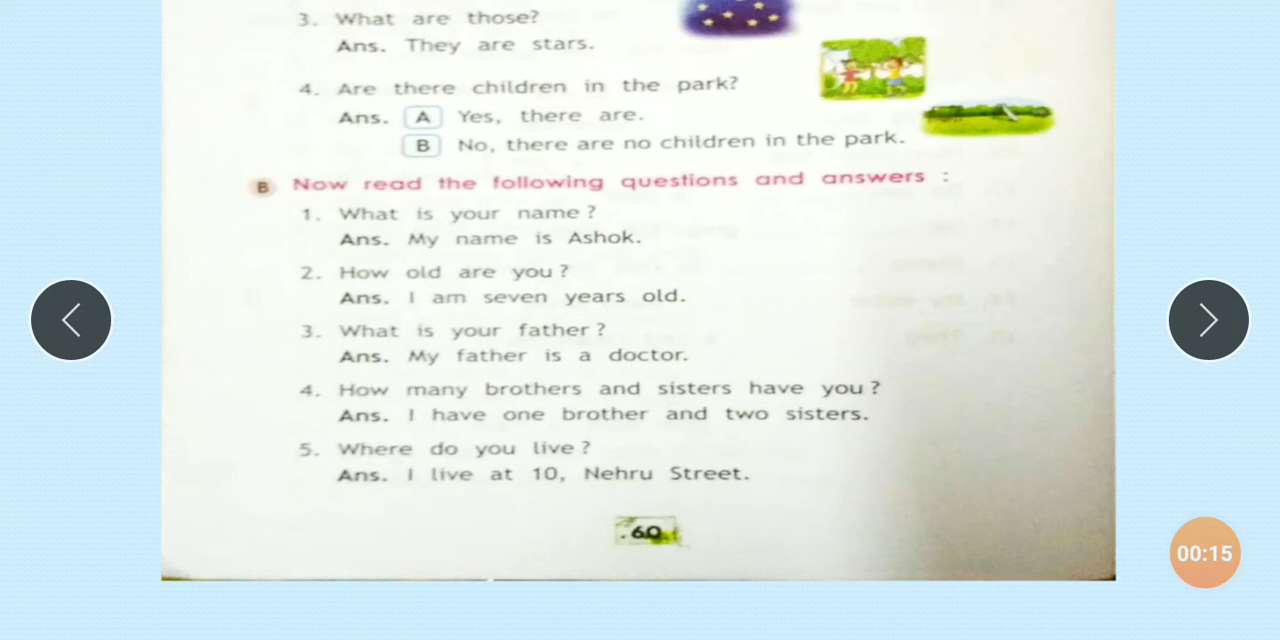 3. What are those?
Ans. They are stars.
4. Are there children in the park?
Ans. A Yes, there are.
B No, there are no children in the park.
B Now read the following questions and answers :
1. What is your name ?
Ans. My name is Ashok.
2. How old are you ?
Ans. I am seven years old.
3. What is your father ?
Ans. My father is a doctor.
4. How many brothers and sisters have you ?
Ans. I have one brother and two sisters.
5. Where do you live ?
Ans. I live at 10, Nehru Street.
60
00:15